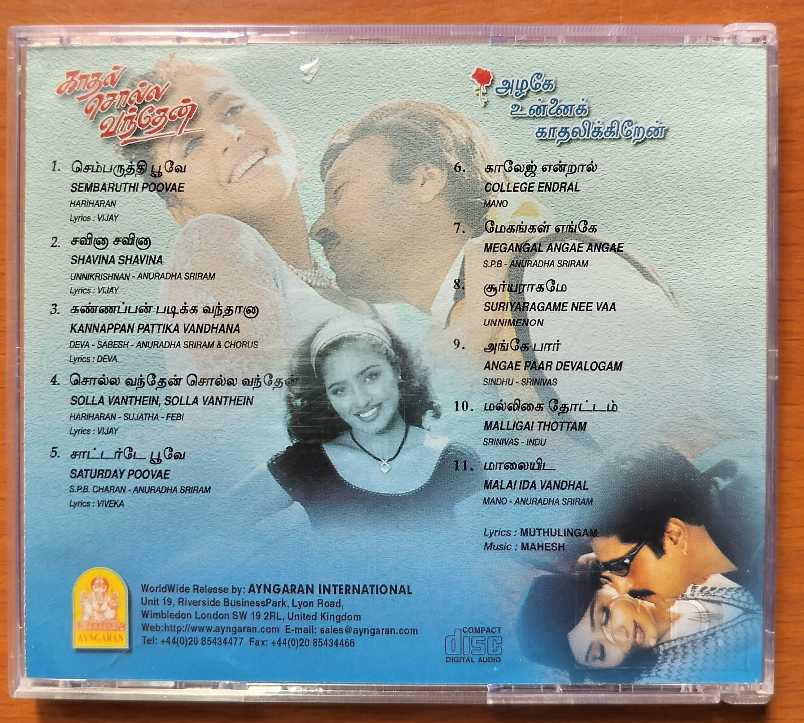 காதல்
சொல்ல
வந்தேன்
1. செம்பருத்தி பூவே
SEMBARUTHI POOVAE
HARIHARAN
Lyrics : VIJAY
2. சவினா சவினா
SHAVINA SHAVINA
UNNIKRISHNAN - ANURADHA SRIRAM
Lyrics : VIJAY
3. கண்ணப்பன் படிக்க வந்தானா
KANNAPPAN PATTIKA VANDHANA
DEVA - SABESH - ANURADHA SRIRAM & CHORUS
Lyrics : DEVA
4. சொல்ல வந்தேன் சொல்ல வந்தேன்
SOLLA VANTHEIN, SOLLA VANTHEIN
HARIHARAN - SUJATHA - FEBI
Lyrics : VIJAY
5. சாட்டர்டே பூவே
SATURDAY POOVAE
S.P.B. CHARAN - ANURADHA SRIRAM
Lyrics : VIVEKA
அழகே
உன்னைக்
காதலிக்கிறேன்
6. காலேஜ் என்றால்
COLLEGE ENDRAL
MANO
7. மேகங்கள் எங்கே
MEGANGAL ANGAE ANGAE
S.P.B - ANURADHA SRIRAM
8. சூர்யராகமே
SURIYARAGAME NEE VAA
UNNIMENON
9. அங்கே பார்
ANGAE PAAR DEVALOGAM
SINDHU - SRINIVAS
10. மல்லிகை தோட்டம்
MALLIGAI THOTTAM
SRINIVAS - INDU
11. மாலையிட
MALAI IDA VANDHAL
MANO - ANURADHA SRIRAM
Lyrics : MUTHULINGAM
Music : MAHESH
AYNGARAN
WorldWide Release by: AYNGARAN INTERNATIONAL
Unit 19, Riverside BusinessPark, Lyon Road,
Wimbledon London SW 19 2RL, United Kingdom
Web:http://www.ayngaran.com E-mail: sales@ayngaran.com
Tel: +44(0)20 85434477 Fax: +44(0)20 85434466
COMPACT
disc
DIGITAL AUDIO